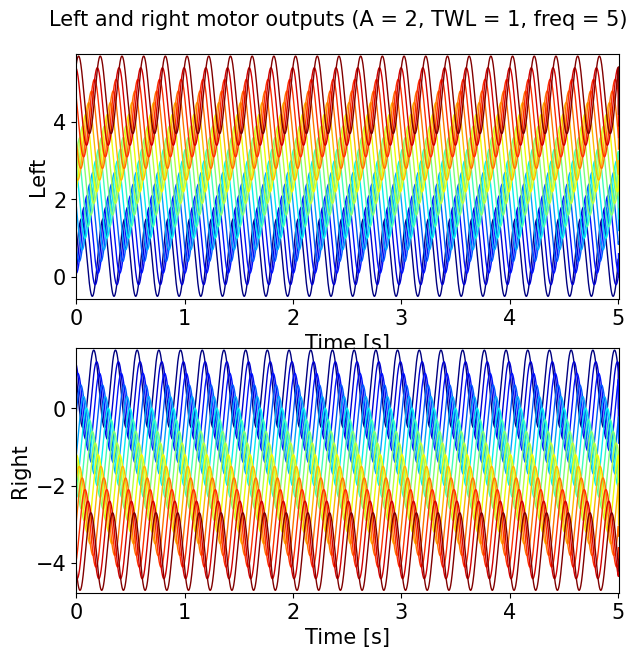 Left and right motor outputs (A = 2, TWL = 1, freq = 5)
4
2
0
Left
0 1 2 3 4 5
Time [s]
0
−2
−4
Right
0 1 2 3 4 5
Time [s]